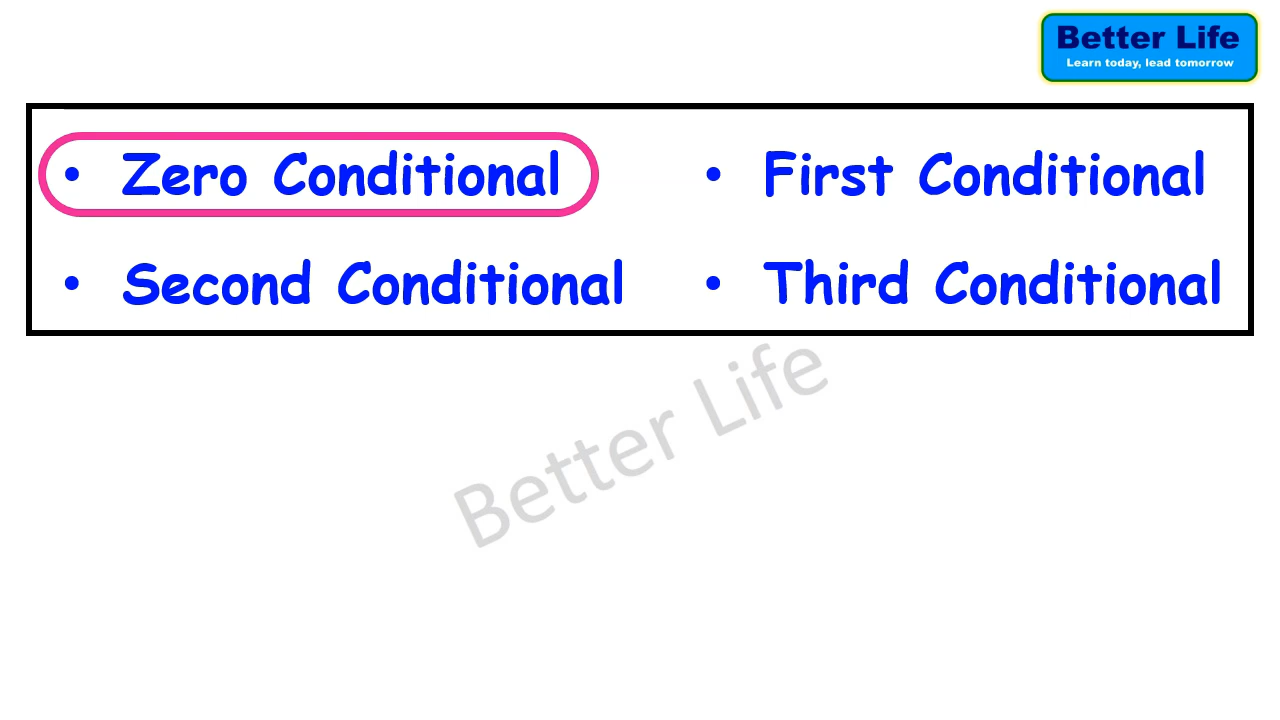 Better Life
Learn today, lead tomorrow
• Zero Conditional
• First Conditional
• Second Conditional
• Third Conditional
Better Life